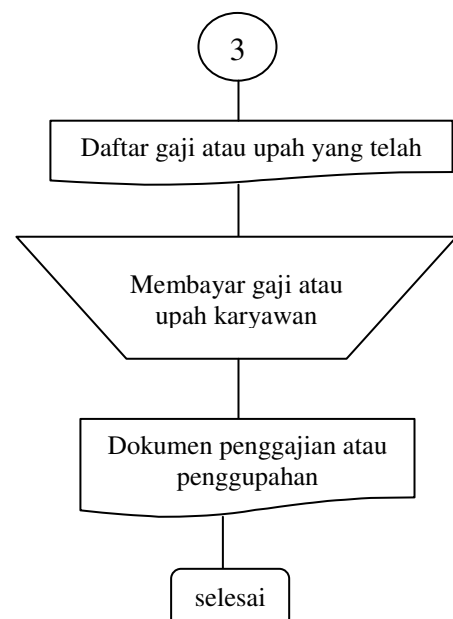 3
Daftar gaji atau upah yang telah
Membayar gaji atau
upah karyawan
Dokumen penggajian atau
penggupahan
selesai